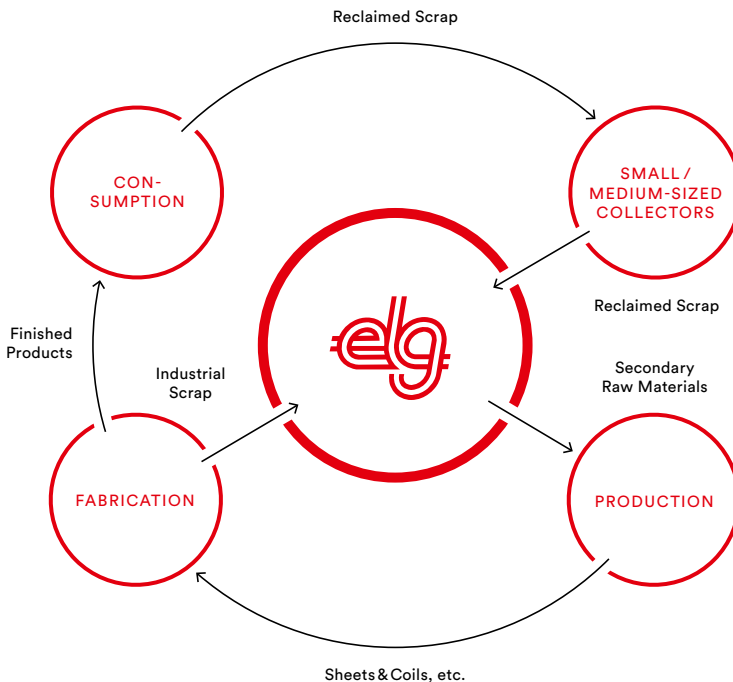 Reclaimed Scrap
CON-
SUMPTION
SMALL /
MEDIUM-SIZED
COLLECTORS
elg
Reclaimed Scrap
Finished
Products
Industrial
Scrap
Secondary
Raw Materials
FABRICATION
PRODUCTION
Sheets & Coils, etc.